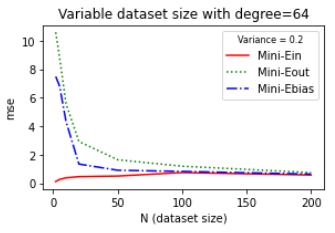 Variable dataset size with degree=64
Variance = 0.2
Mini-Ein
Mini-Eout
Mini-Ebias
mse
10
8
6
4
2
0
0
50
100
150
200
N (dataset size)